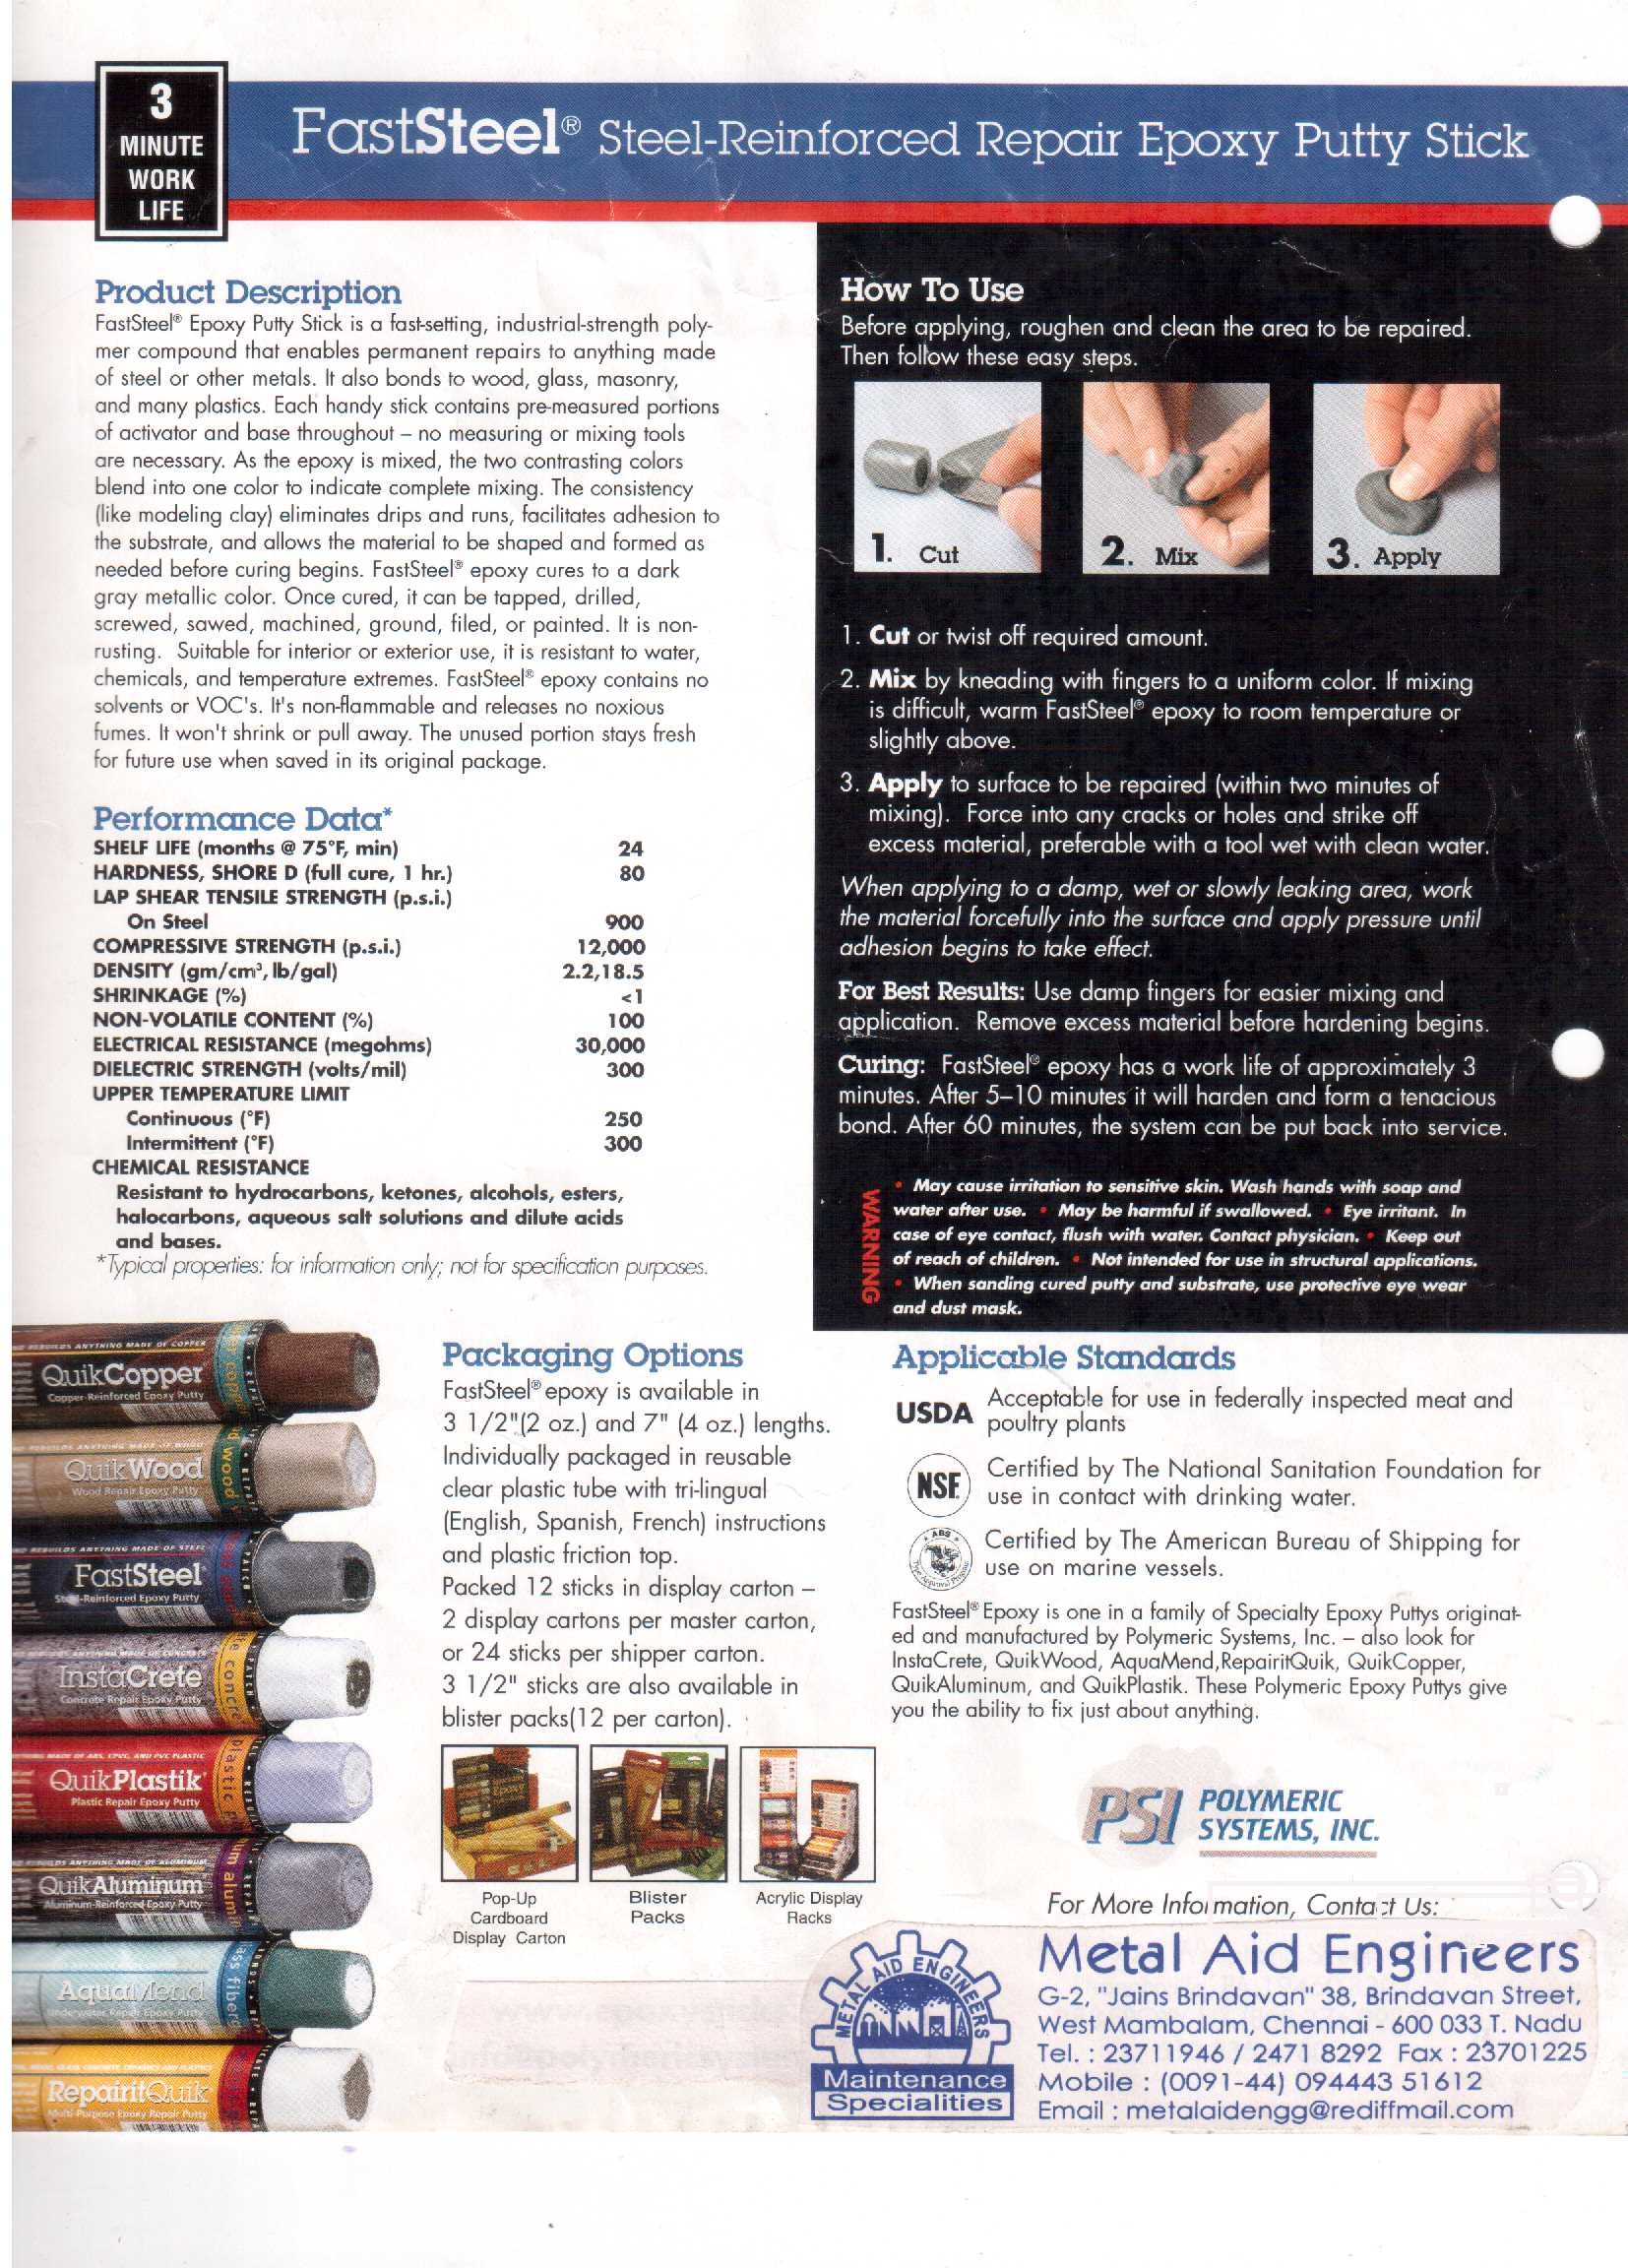 3
MINUTE
WORK
LIFE
FastSteel® Steel-Reinforced Repair Epoxy Putty Stick
Product Description
FastSteel® Epoxy Putty Stick is a fast-setting, industrial-strength poly-
mer compound that enables permanent repairs to anything made
of steel or other metals. It also bonds to wood, glass, masonry,
and many plastics. Each handy stick contains pre-measured portions
of activator and base throughout – no measuring or mixing tools
are necessary. As the epoxy is mixed, the two contrasting colors
blend into one color to indicate complete mixing. The consistency
(like modeling clay) eliminates drips and runs, facilitates adhesion to
the substrate, and allows the material to be shaped and formed as
needed before curing begins. FastSteel® epoxy cures to a dark
gray metallic color. Once cured, it can be tapped, drilled,
screwed, sawed, machined, ground, filed, or painted. It is non-
rusting. Suitable for interior or exterior use, it is resistant to water,
chemicals, and temperature extremes. FastSteel® epoxy contains no
solvents or VOC's. It's non-flammable and releases no noxious
fumes. It won't shrink or pull away. The unused portion stays fresh
for future use when saved in its original package.
Performance Data*
SHELF LIFE (months @ 75°F, min) 24
HARDNESS, SHORE D (full cure, 1 hr.) 80
LAP SHEAR TENSILE STRENGTH (p.s.i.)
On Steel 900
COMPRESSIVE STRENGTH (p.s.i.) 12,000
DENSITY (gm/cm³, lb/gal) 2.2,18.5
SHRINKAGE (%) <1
NON-VOLATILE CONTENT (%) 100
ELECTRICAL RESISTANCE (megohms) 30,000
DIELECTRIC STRENGTH (volts/mil) 300
UPPER TEMPERATURE LIMIT
Continuous (°F) 250
Intermittent (°F) 300
CHEMICAL RESISTANCE
Resistant to hydrocarbons, ketones, alcohols, esters,
halocarbons, aqueous salt solutions and dilute acids
and bases.
*Typical properties: for information only; not for specification purposes.
How To Use
Before applying, roughen and clean the area to be repaired.
Then follow these easy steps.
1. Cut
2. Mix
3. Apply
1. Cut or twist off required amount.
2. Mix by kneading with fingers to a uniform color. If mixing
is difficult, warm FastSteel® epoxy to room temperature or
slightly above.
3. Apply to surface to be repaired (within two minutes of
mixing). Force into any cracks or holes and strike off
excess material, preferable with a tool wet with clean water.
When applying to a damp, wet or slowly leaking area, work
the material forcefully into the surface and apply pressure until
adhesion begins to take effect.
For Best Results: Use damp fingers for easier mixing and
application. Remove excess material before hardening begins.
Curing: FastSteel® epoxy has a work life of approximately 3
minutes. After 5–10 minutes it will harden and form a tenacious
bond. After 60 minutes, the system can be put back into service.
WARNING
• May cause irritation to sensitive skin. Wash hands with soap and
water after use. • May be harmful if swallowed. • Eye irritant. In
case of eye contact, flush with water. Contact physician. • Keep out
of reach of children. • Not intended for use in structural applications.
• When sanding cured putty and substrate, use protective eye wear
and dust mask.
QuikCopper
Copper-Reinforced Epoxy Putty
QuikWood
Wood Repair Epoxy Putty
FastSteel
Steel-Reinforced Epoxy Putty
InstaCrete
Concrete Repair Epoxy Putty
QuikPlastik
Plastic Repair Epoxy Putty
QuikAluminum
Aluminum-Reinforced Epoxy Putty
AquaMend
Underwater Repair Epoxy Putty
RepairitQuik
Multi-Purpose Epoxy Repair Putty
Packaging Options
FastSteel® epoxy is available in
3 1/2"(2 oz.) and 7" (4 oz.) lengths.
Individually packaged in reusable
clear plastic tube with tri-lingual
(English, Spanish, French) instructions
and plastic friction top.
Packed 12 sticks in display carton –
2 display cartons per master carton,
or 24 sticks per shipper carton.
3 1/2" sticks are also available in
blister packs(12 per carton).
Pop-Up
Cardboard
Display Carton
Blister
Packs
Acrylic Display
Racks
Applicable Standards
USDA
Acceptable for use in federally inspected meat and
poultry plants
NSF
Certified by The National Sanitation Foundation for
use in contact with drinking water.
ABS
Certified by The American Bureau of Shipping for
use on marine vessels.
FastSteel® Epoxy is one in a family of Specialty Epoxy Puttys originat-
ed and manufactured by Polymeric Systems, Inc. – also look for
InstaCrete, QuikWood, AquaMend,RepairitQuik, QuikCopper,
QuikAluminum, and QuikPlastik. These Polymeric Epoxy Puttys give
you the ability to fix just about anything.
PSI POLYMERIC
SYSTEMS, INC.
For More Information, Contact Us:
METAL AID ENGINEERS
Maintenance
Specialities
Metal Aid Engineers
G-2, "Jains Brindavan" 38, Brindavan Street,
West Mambalam, Chennai - 600 033 T. Nadu
Tel. : 23711946 / 2471 8292 Fax : 23701225
Mobile : (0091-44) 094443 51612
Email : metalaidengg@rediffmail.com